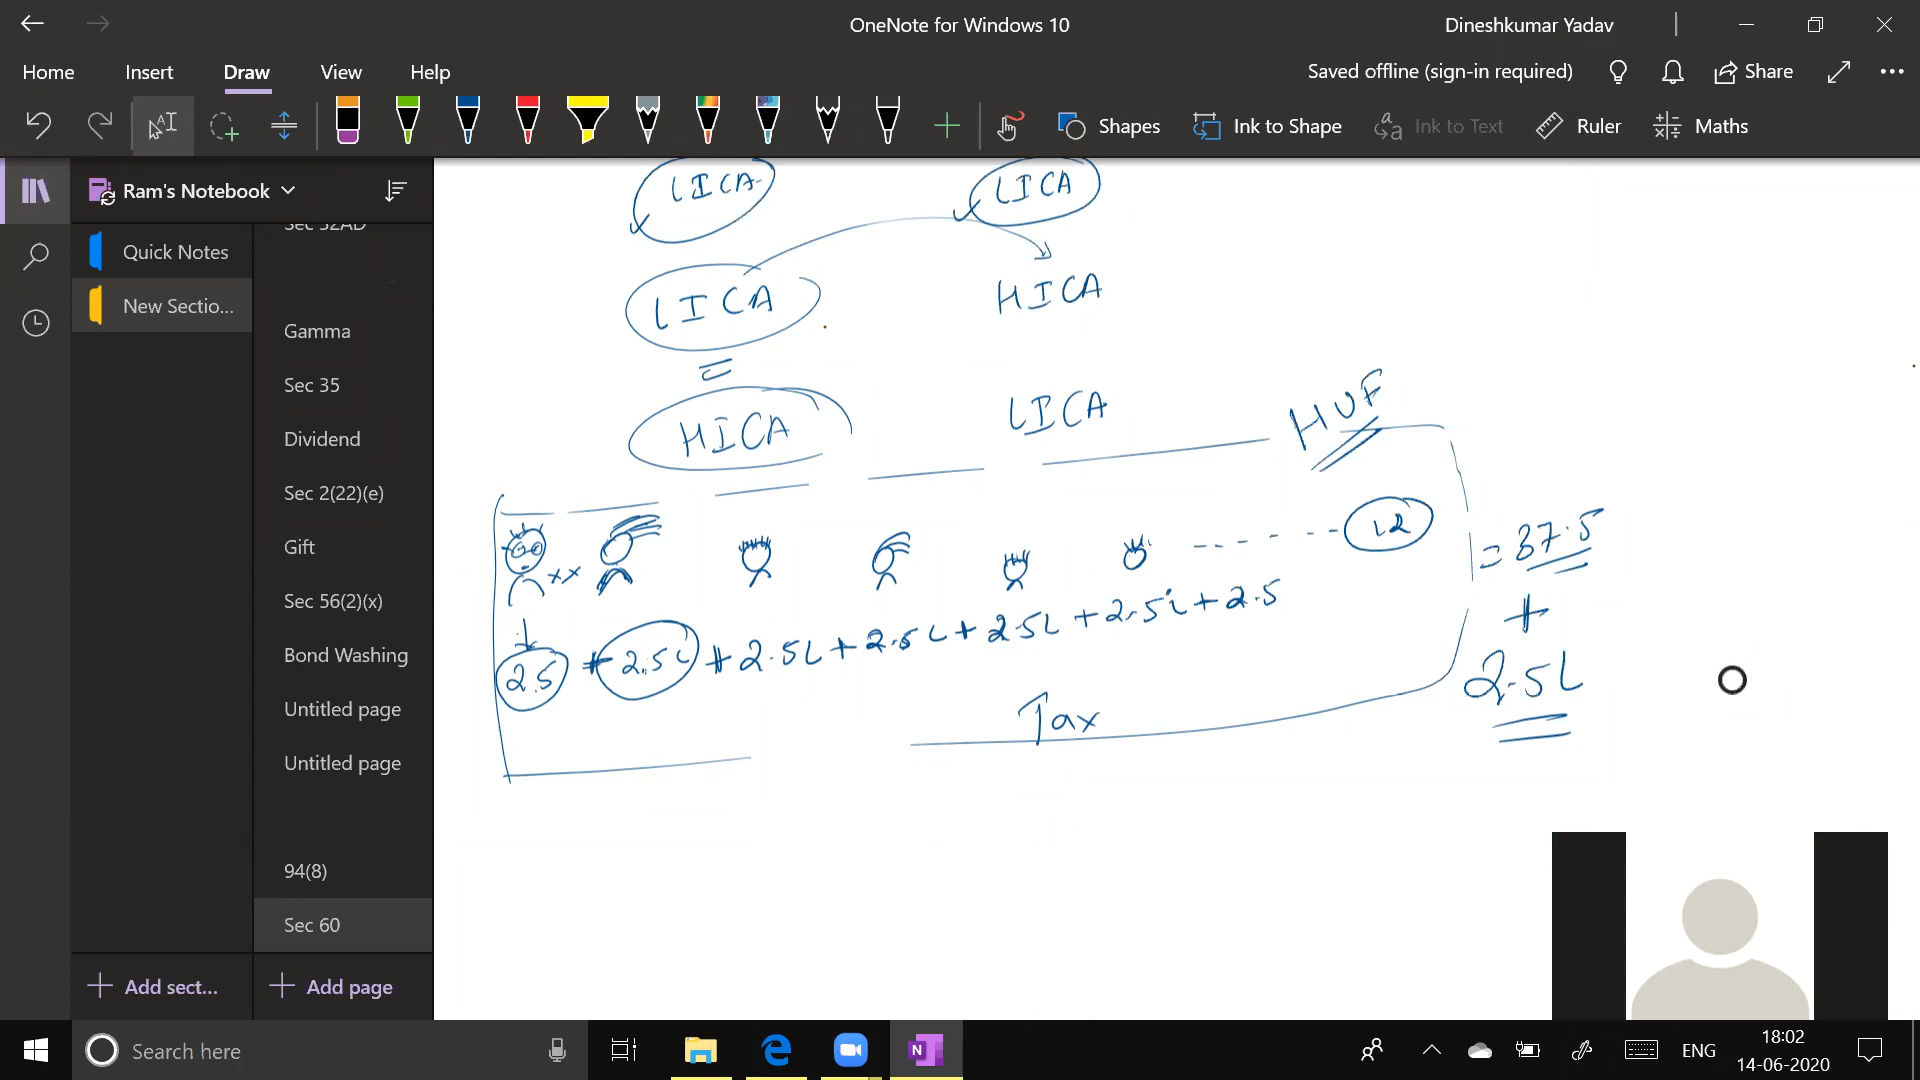 OneNote for Windows 10
Dineshkumar Yadav
Home Insert Draw View Help
Saved offline (sign-in required)
Share
Shapes
Ink to Shape
Ink to Text
Ruler
Maths
Ram's Notebook
Quick Notes
New Sectio...
Gamma
Sec 35
Dividend
Sec 2(22)(e)
Gift
Sec 56(2)(x)
Bond Washing
Untitled page
Untitled page
94(8)
Sec 60
Add sect...
Add page
LICA LICA
LICA HICA
=
HICA LICA
HUF
xx
12
= 37.5
+
2.5L
2.5 + 2.5L + 2.5L + 2.5L + 2.5L + 2.5L + 2.5
Tax
Search here
ENG
18:02
14-06-2020